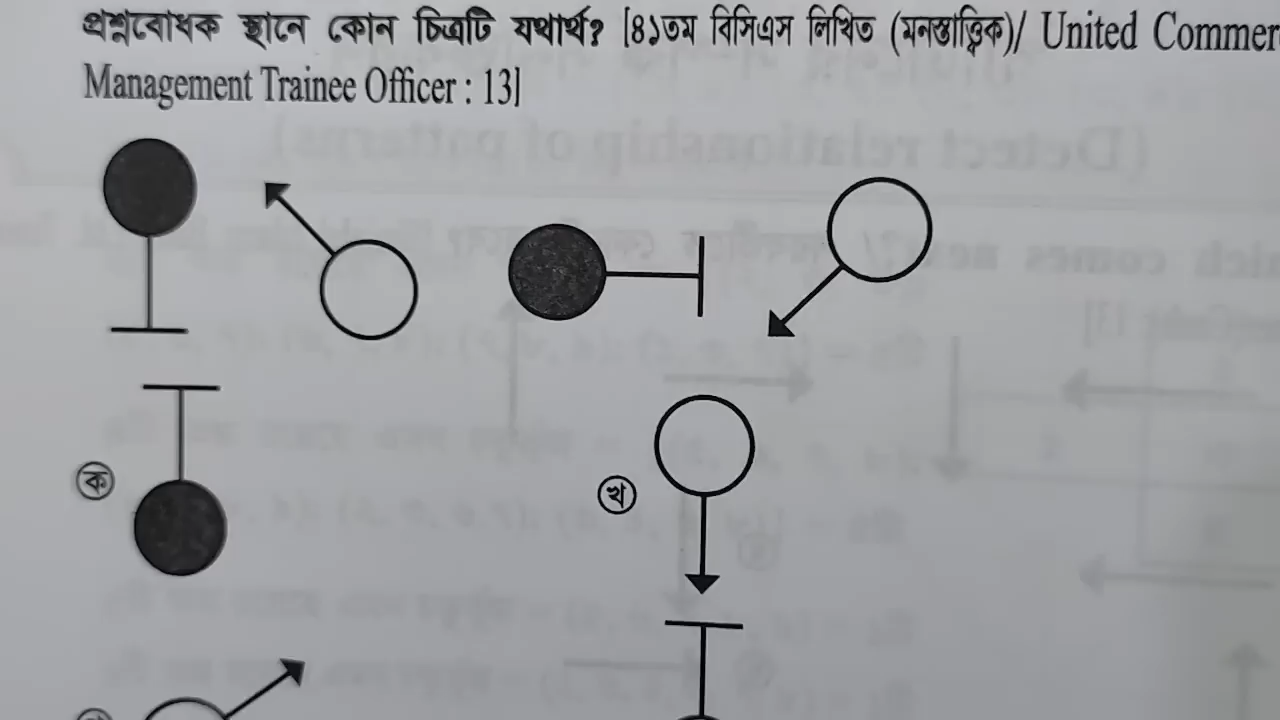 প্রশ্নবোধক স্থানে কোন চিত্রটি যথার্থ? [৪১তম বিসিএস লিখিত (মনস্তাত্ত্বিক)/ United Commer
Management Trainee Officer : 13]
ক
খ